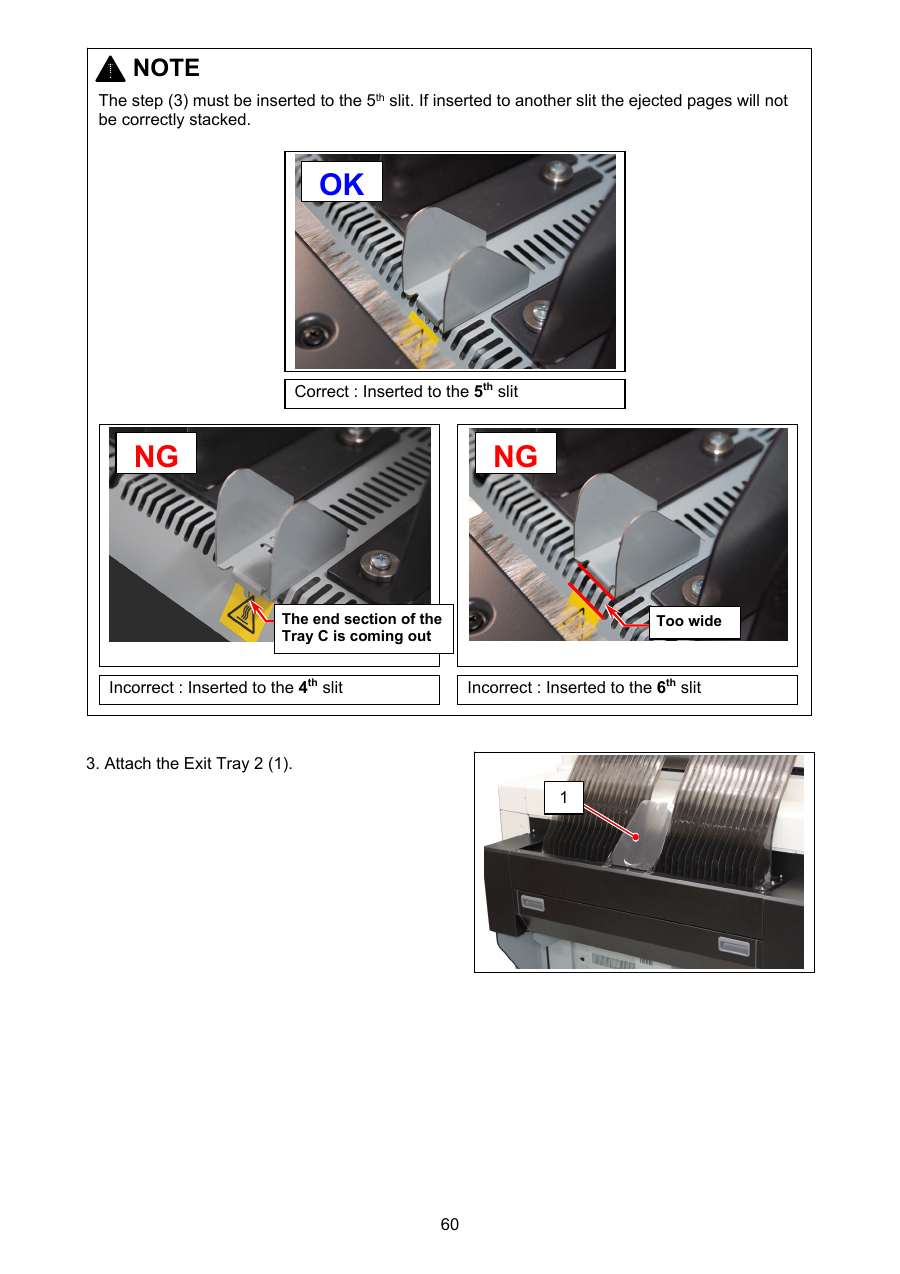 NOTE
The step (3) must be inserted to the 5th slit. If inserted to another slit the ejected pages will not
be correctly stacked.
OK
Correct : Inserted to the 5th slit
NG
NG
The end section of the
Tray C is coming out
Too wide
Incorrect : Inserted to the 4th slit
Incorrect : Inserted to the 6th slit
3. Attach the Exit Tray 2 (1).
1
60